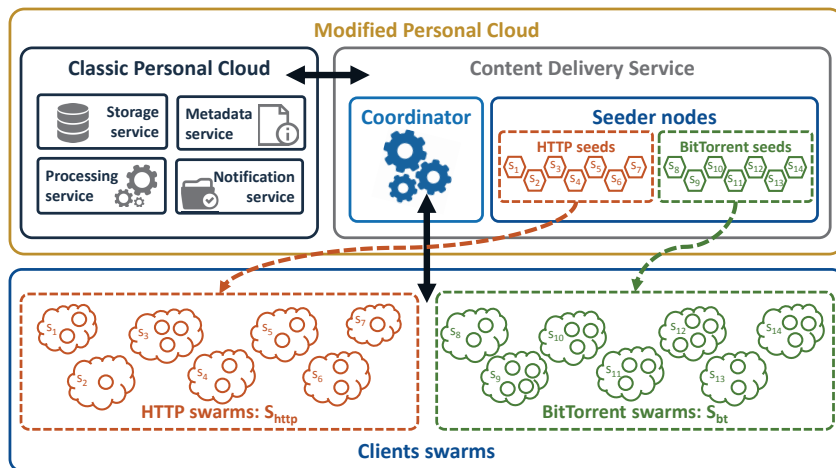 Modified Personal Cloud
Classic Personal Cloud
Storage service
Metadata service
Processing service
Notification service
Content Delivery Service
Coordinator
Seeder nodes
HTTP seeds
S1 S2 S3 S4 S5 S6 S7
BitTorrent seeds
S8 S9 S10 S11 S12 S13 S14
S1 S2 S3 S4 S5 S6 S7
HTTP swarms: Shttp
S8 S9 S10 S11 S12 S13 S14
BitTorrent swarms: Sbt
Clients swarms